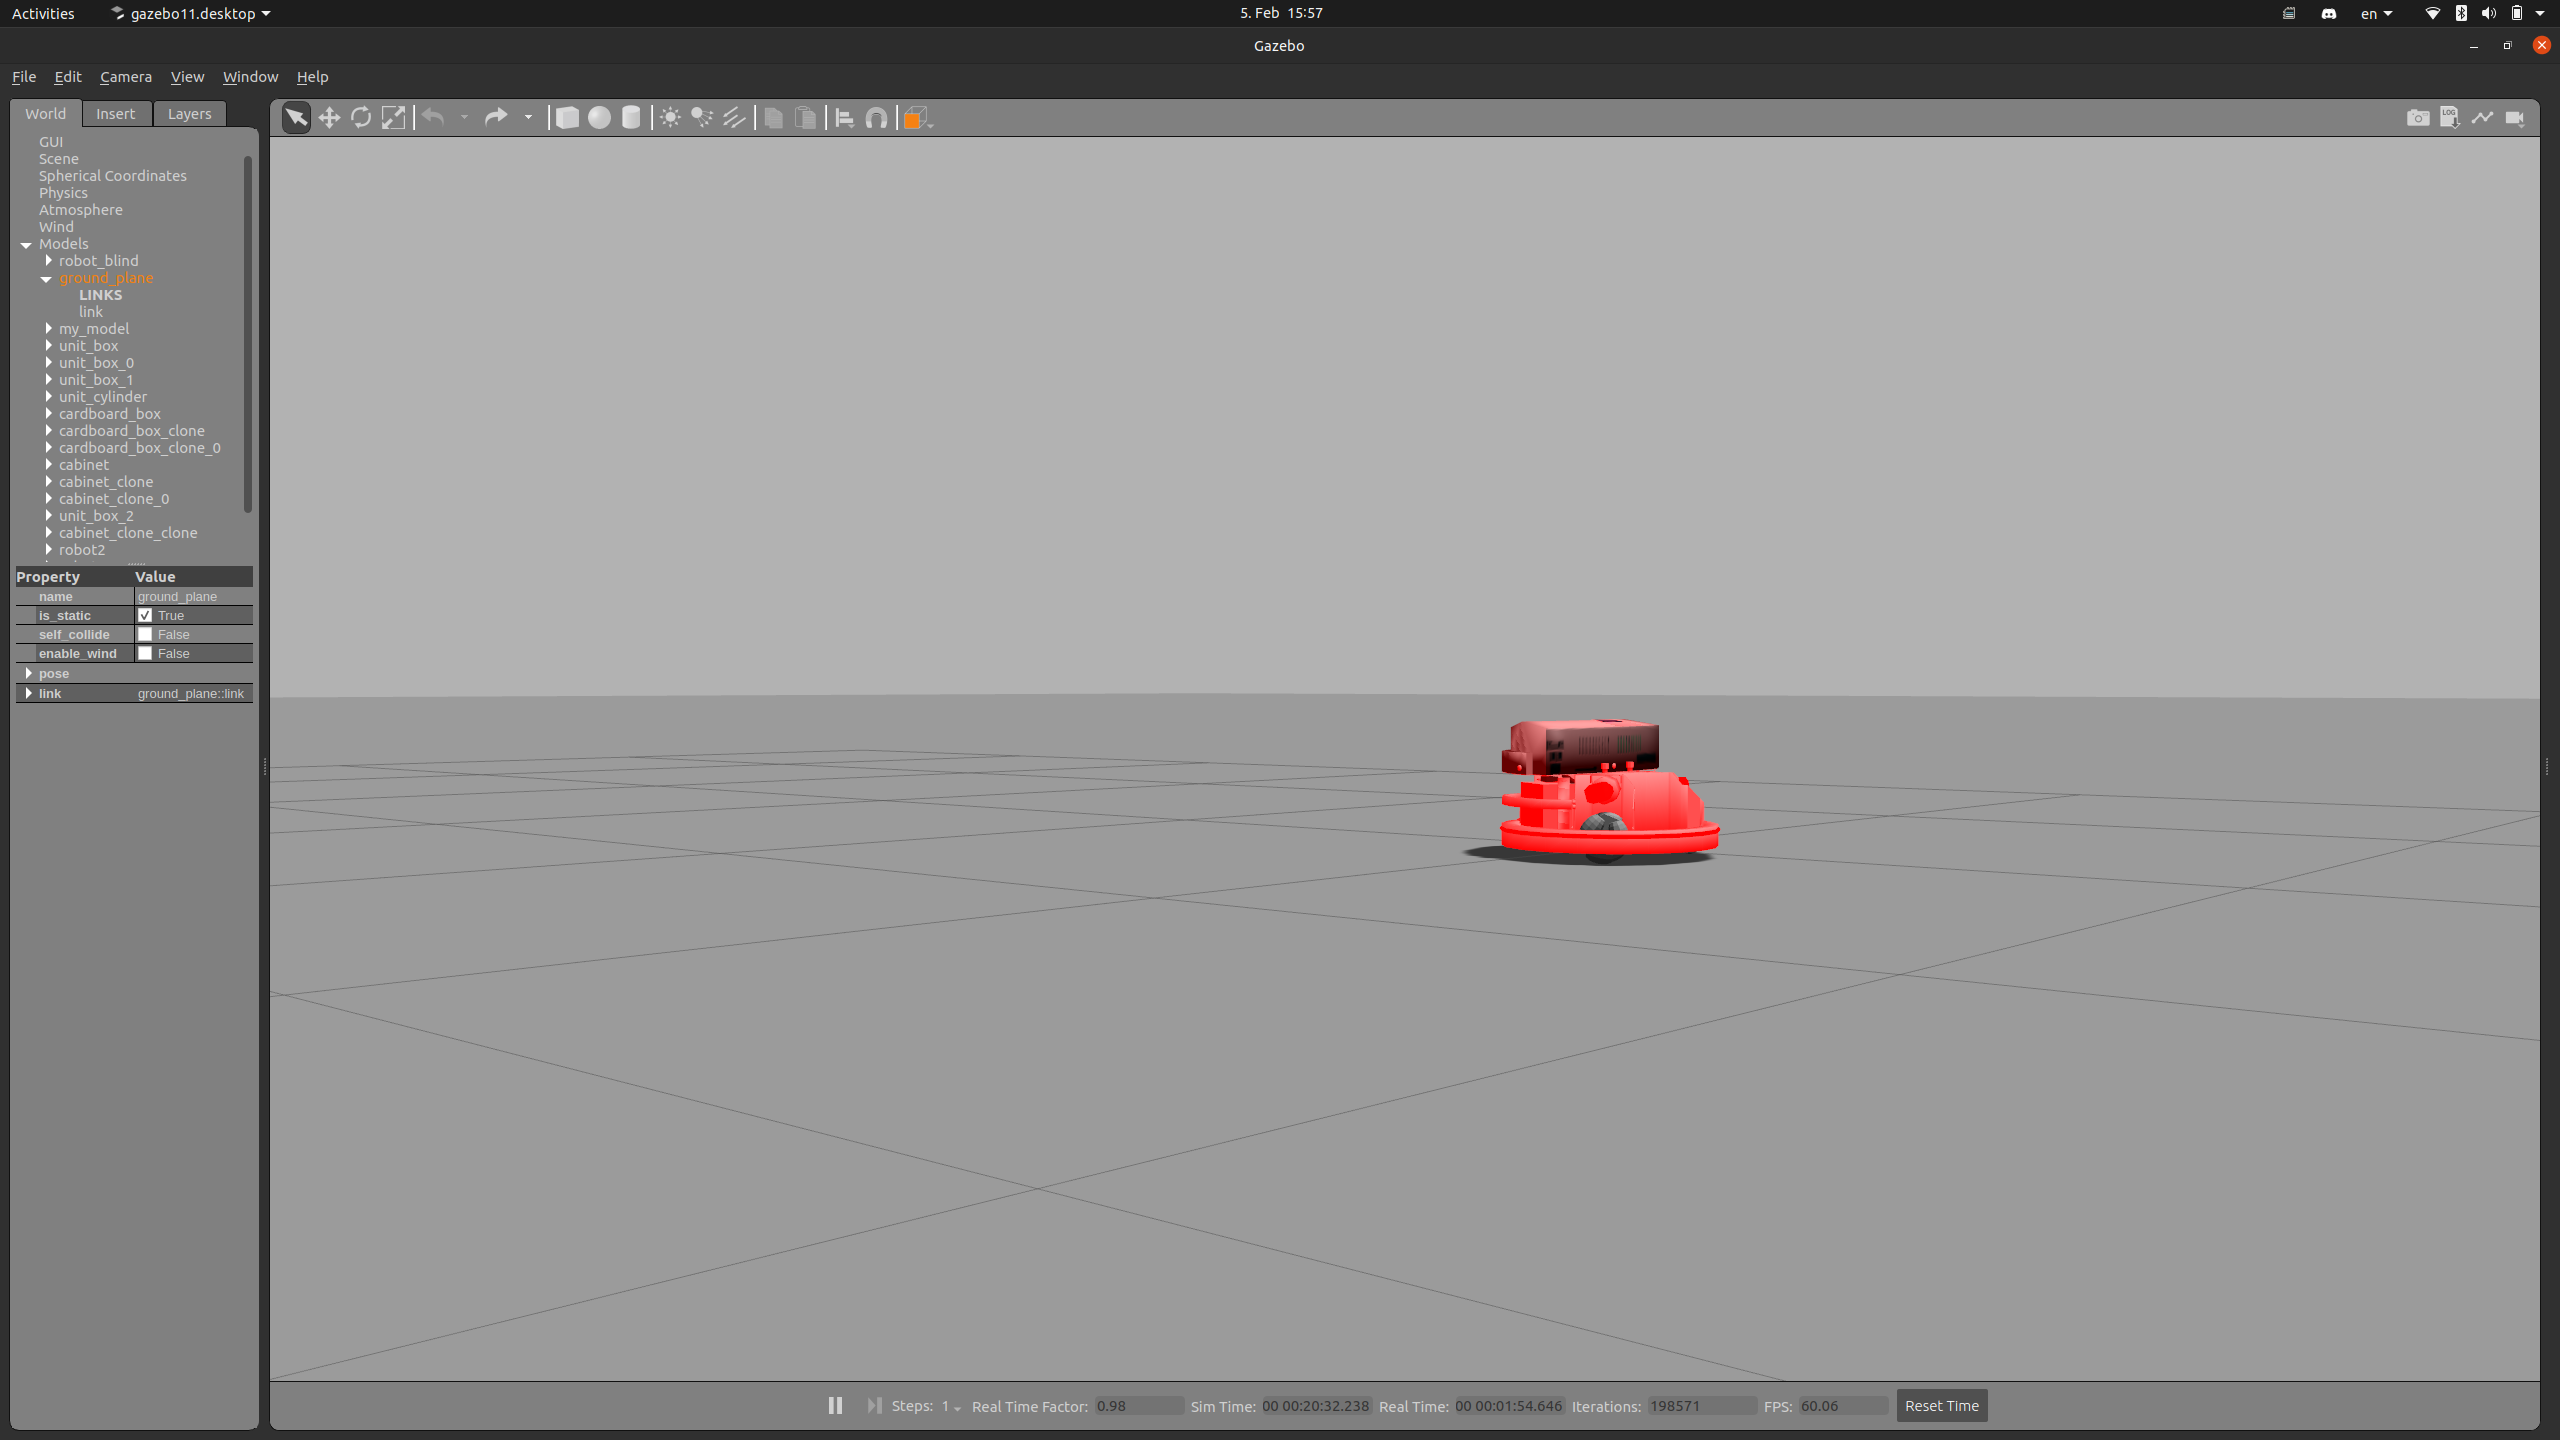 Activities gazebo11.desktop 5. Feb 15:57 en
Gazebo
File Edit Camera View Window Help
World Insert Layers
GUI
Scene
Spherical Coordinates
Physics
Atmosphere
Wind
Models
robot_blind
ground_plane
LINKS
link
my_model
unit_box
unit_box_0
unit_box_1
unit_cylinder
cardboard_box
cardboard_box_clone
cardboard_box_clone_0
cabinet
cabinet_clone
cabinet_clone_0
unit_box_2
cabinet_clone_clone
robot2
Property Value
name ground_plane
is_static True
self_collide False
enable_wind False
pose
link ground_plane::link
LOG
Steps: 1 Real Time Factor: 0.98 Sim Time: 00 00:20:32.238 Real Time: 00 00:01:54.646 Iterations: 198571 FPS: 60.06 Reset Time